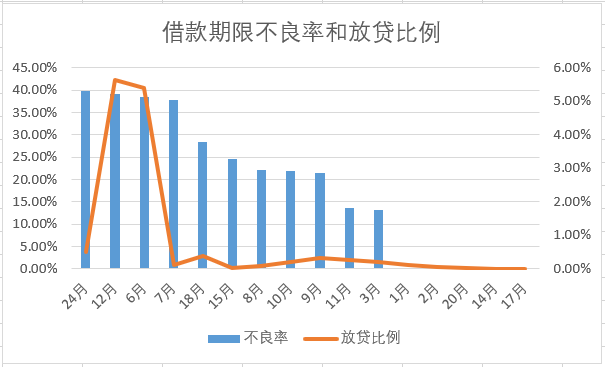 借款期限不良率和放贷比例
45.00%
40.00%
35.00%
30.00%
25.00%
20.00%
15.00%
10.00%
5.00%
0.00%
6.00%
5.00%
4.00%
3.00%
2.00%
1.00%
0.00%
24月
12月
6月
7月
18月
15月
8月
10月
9月
11月
3月
1月
2月
20月
14月
17月
不良率
放贷比例